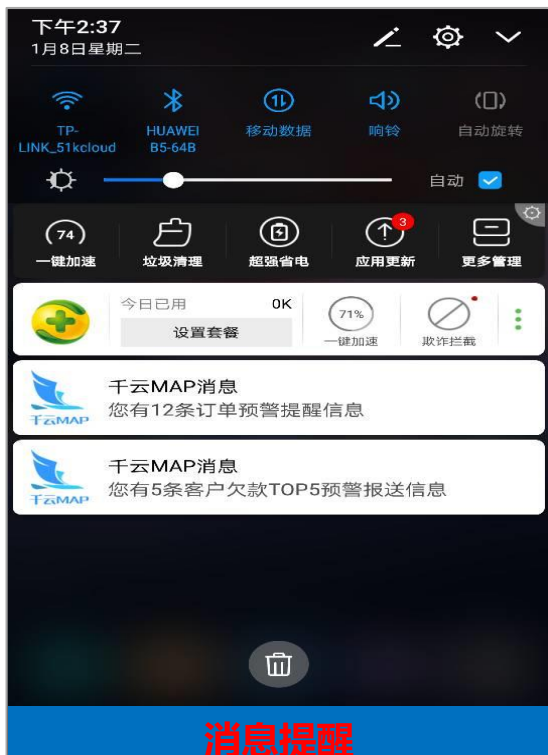 下午2:37
1月8日星期二
TP-
LINK_51kcloud
HUAWEI
B5-64B
移动数据
响铃
自动旋转
自动
74
一键加速
垃圾清理
超强省电
3
应用更新
更多管理
今日已用 0K
设置套餐
71%
一键加速
欺诈拦截
千云MAP
千云MAP消息
您有12条订单预警提醒信息
千云MAP
千云MAP消息
您有5条客户欠款TOP5预警报送信息
消息提醒